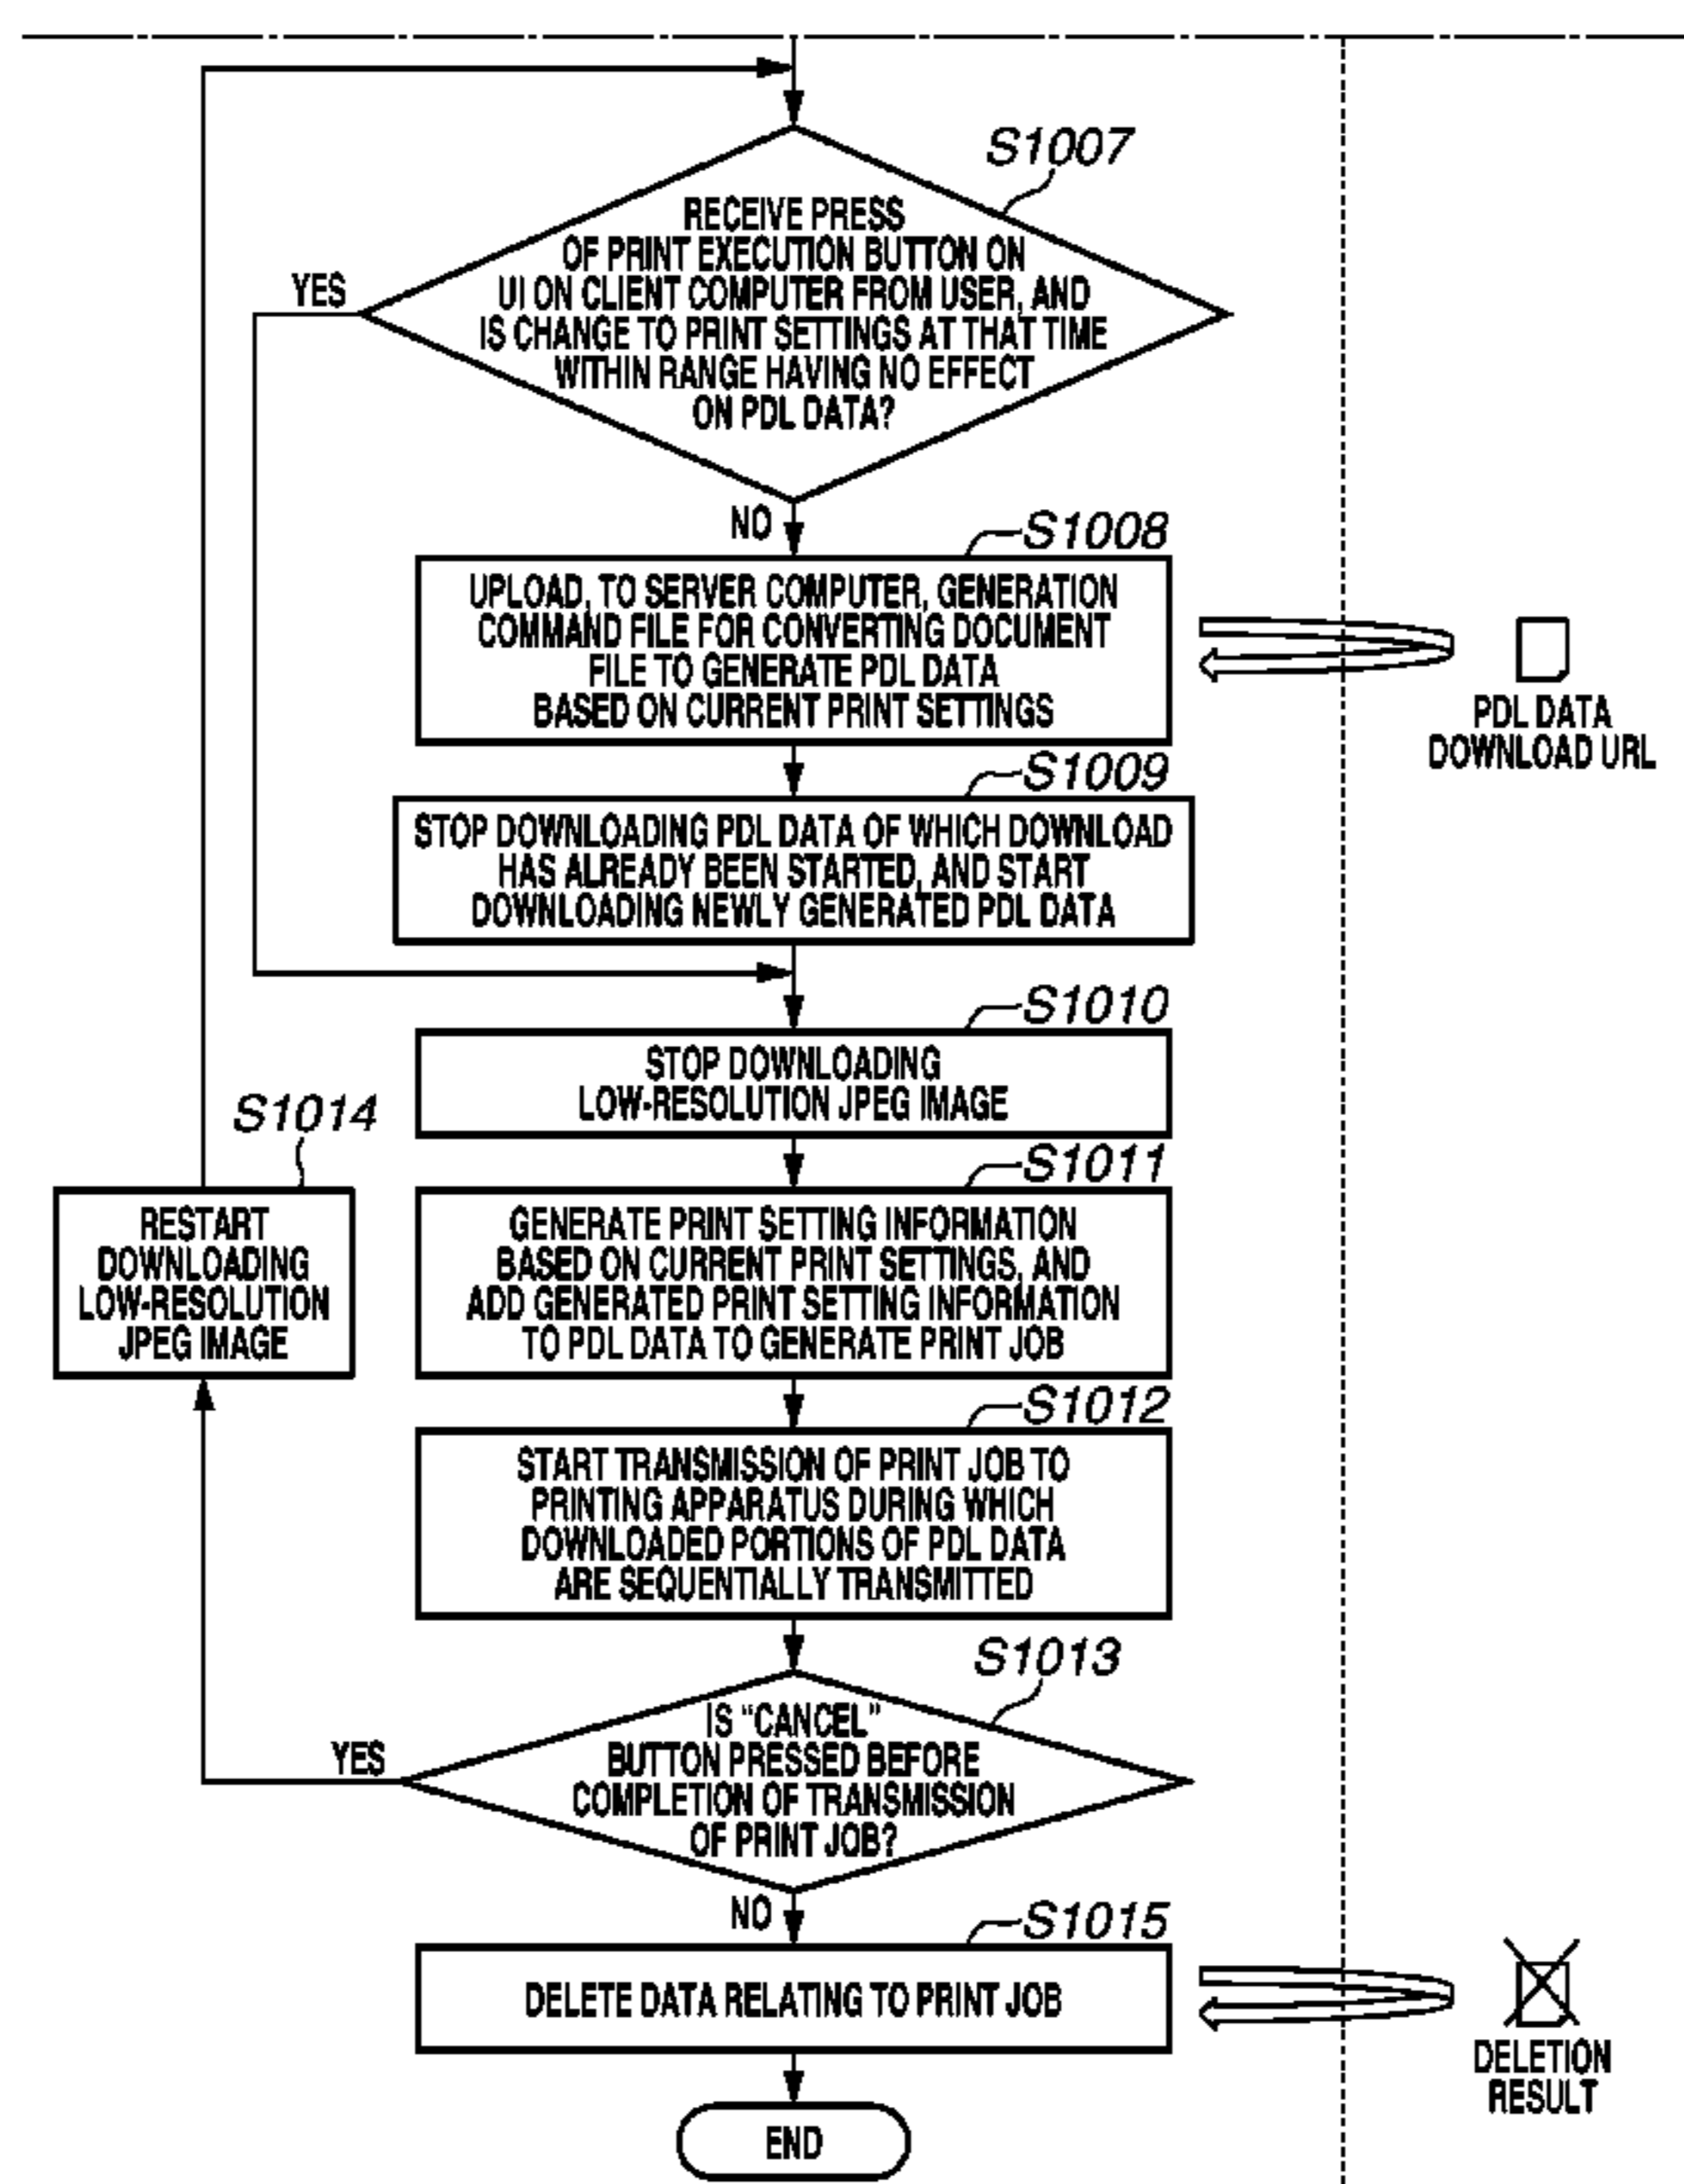 S1007
RECEIVE PRESS
OF PRINT EXECUTION BUTTON ON
UI ON CLIENT COMPUTER FROM USER, AND
IS CHANGE TO PRINT SETTINGS AT THAT TIME
WITHIN RANGE HAVING NO EFFECT
ON PDL DATA?
YES
NO
S1008
UPLOAD, TO SERVER COMPUTER, GENERATION
COMMAND FILE FOR CONVERTING DOCUMENT
FILE TO GENERATE PDL DATA
BASED ON CURRENT PRINT SETTINGS
PDL DATA
DOWNLOAD URL
S1009
STOP DOWNLOADING PDL DATA OF WHICH DOWNLOAD
HAS ALREADY BEEN STARTED, AND START
DOWNLOADING NEWLY GENERATED PDL DATA
S1010
STOP DOWNLOADING
LOW-RESOLUTION JPEG IMAGE
S1014
RESTART
DOWNLOADING
LOW-RESOLUTION
JPEG IMAGE
S1011
GENERATE PRINT SETTING INFORMATION
BASED ON CURRENT PRINT SETTINGS, AND
ADD GENERATED PRINT SETTING INFORMATION
TO PDL DATA TO GENERATE PRINT JOB
S1012
START TRANSMISSION OF PRINT JOB TO
PRINTING APPARATUS DURING WHICH
DOWNLOADED PORTIONS OF PDL DATA
ARE SEQUENTIALLY TRANSMITTED
S1013
IS "CANCEL"
BUTTON PRESSED BEFORE
COMPLETION OF TRANSMISSION
OF PRINT JOB?
YES
NO
S1015
DELETE DATA RELATING TO PRINT JOB
DELETION
RESULT
END